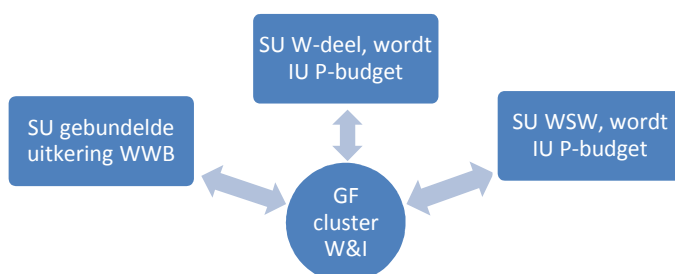 SU W-deel, wordt
IU P-budget
SU gebundelde
uitkering WWB
SU WSW, wordt
IU P-budget
GF
cluster
W&I